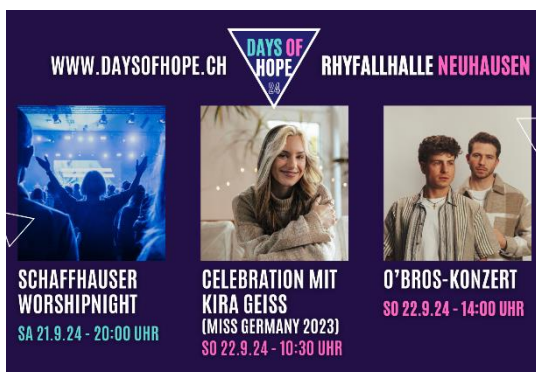 WWW.DAYSOFHOPE.CH
DAYS OF
HOPE
24
RHYFALLHALLE NEUHAUSEN
SCHAFFHAUSER
WORSHIPNIGHT
SA 21.9.24 - 20:00 UHR
CELEBRATION MIT
KIRA GEISS
(MISS GERMANY 2023)
SO 22.9.24 - 10:30 UHR
O'BROS-KONZERT
SO 22.9.24 - 14:00 UHR